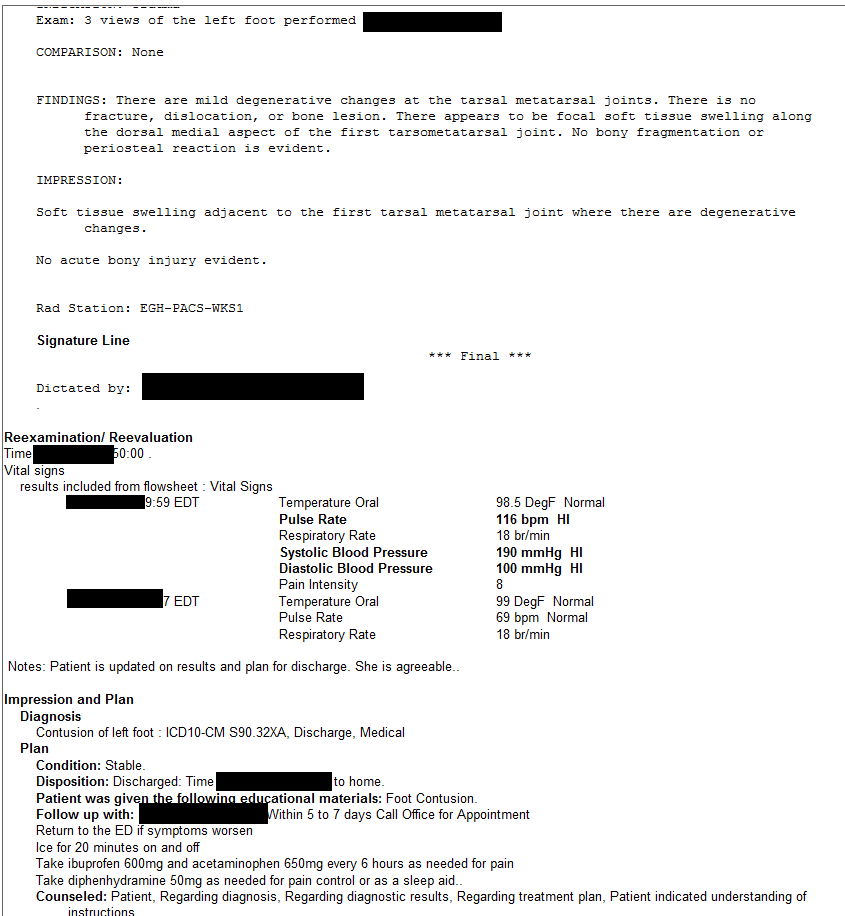 Exam: 3 views of the left foot performed
COMPARISON: None
FINDINGS: There are mild degenerative changes at the tarsal metatarsal joints. There is no
fracture, dislocation, or bone lesion. There appears to be focal soft tissue swelling along
the dorsal medial aspect of the first tarsometatarsal joint. No bony fragmentation or
periosteal reaction is evident.
IMPRESSION:
Soft tissue swelling adjacent to the first tarsal metatarsal joint where there are degenerative
changes.
No acute bony injury evident.
Rad Station: EGH-PACS-WKS1
Signature Line
*** Final ***
Dictated by:
.
Reexamination/ Reevaluation
Time 50:00 .
Vital signs
results included from flowsheet : Vital Signs
9:59 EDT Temperature Oral 98.5 DegF Normal
Pulse Rate 116 bpm HI
Respiratory Rate 18 br/min
Systolic Blood Pressure 190 mmHg HI
Diastolic Blood Pressure 100 mmHg HI
Pain Intensity 8
7 EDT Temperature Oral 99 DegF Normal
Pulse Rate 69 bpm Normal
Respiratory Rate 18 br/min
Notes: Patient is updated on results and plan for discharge. She is agreeable..
Impression and Plan
Diagnosis
Contusion of left foot : ICD10-CM S90.32XA, Discharge, Medical
Plan
Condition: Stable.
Disposition: Discharged: Time to home.
Patient was given the following educational materials: Foot Contusion.
Follow up with: Within 5 to 7 days Call Office for Appointment
Return to the ED if symptoms worsen
Ice for 20 minutes on and off
Take ibuprofen 600mg and acetaminophen 650mg every 6 hours as needed for pain
Take diphenhydramine 50mg as needed for pain control or as a sleep aid..
Counseled: Patient, Regarding diagnosis, Regarding diagnostic results, Regarding treatment plan, Patient indicated understanding of
instructions